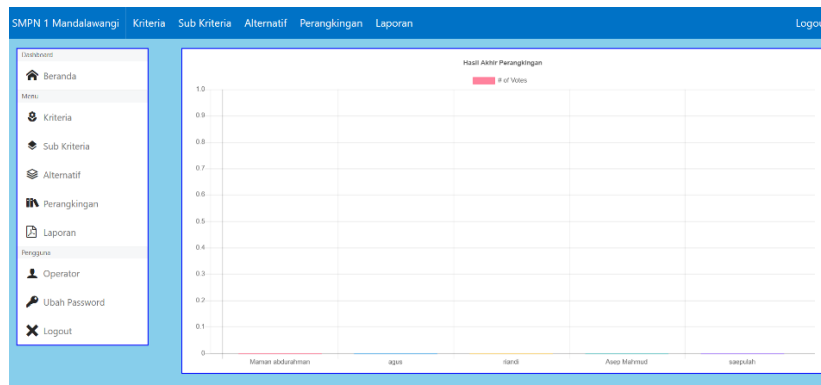 SMPN 1 Mandalawangi Kriteria Sub Kriteria Alternatif Perangkingan Laporan Logou
Dashboard
Beranda
Menu
Kriteria
Sub Kriteria
Alternatif
Perangkingan
Laporan
Pengguna
Operator
Ubah Password
Logout
Hasil Akhir Perangkingan
# of Votes
1.0
0.9
0.8
0.7
0.6
0.5
0.4
0.3
0.2
0.1
0
Maman abdurahman agus riandi Asep Mahmud saepulah